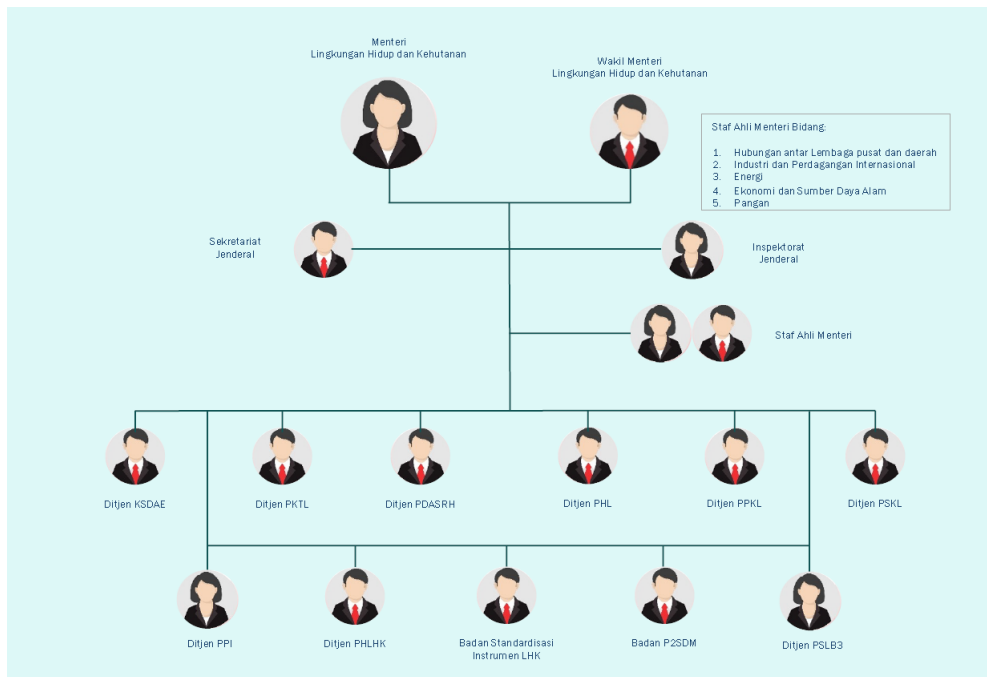 Menteri
Lingkungan Hidup dan Kehutanan
Wakil Menteri
Lingkungan Hidup dan Kehutanan
Staf Ahli Menteri Bidang:
1. Hubungan antar Lembaga pusat dan daerah
2. Industri dan Perdagangan Internasional
3. Energi
4. Ekonomi dan Sumber Daya Alam
5. Pangan
Sekretariat
Jenderal
Inspektorat
Jenderal
Staf Ahli Menteri
Ditjen KSDAE
Ditjen PKTL
Ditjen PDASRH
Ditjen PHL
Ditjen PPKL
Ditjen PSKL
Ditjen PPI
Ditjen PHLHK
Badan Standardisasi
Instrumen LHK
Badan P2SDM
Ditjen PSLB3